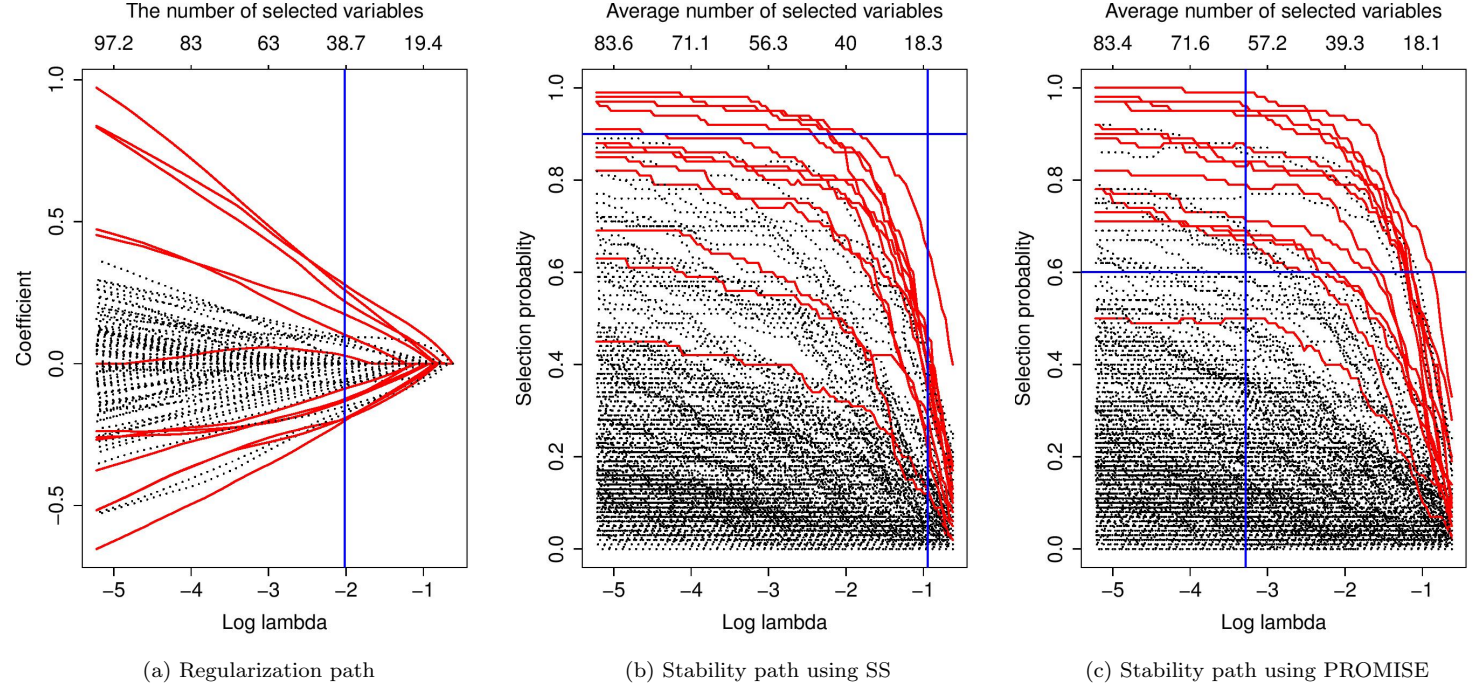 The number of selected variables
97.2 83 63 38.7 19.4
1.0
0.5
0.0
−0.5
Coefficient
−5 −4 −3 −2 −1
Log lambda
(a) Regularization path
Average number of selected variables
83.6 71.1 56.3 40 18.3
1.0
0.8
0.6
0.4
0.2
0.0
Selection probability
−5 −4 −3 −2 −1
Log lambda
(b) Stability path using SS
Average number of selected variables
83.4 71.6 57.2 39.3 18.1
1.0
0.8
0.6
0.4
0.2
0.0
Selection probability
−5 −4 −3 −2 −1
Log lambda
(c) Stability path using PROMISE